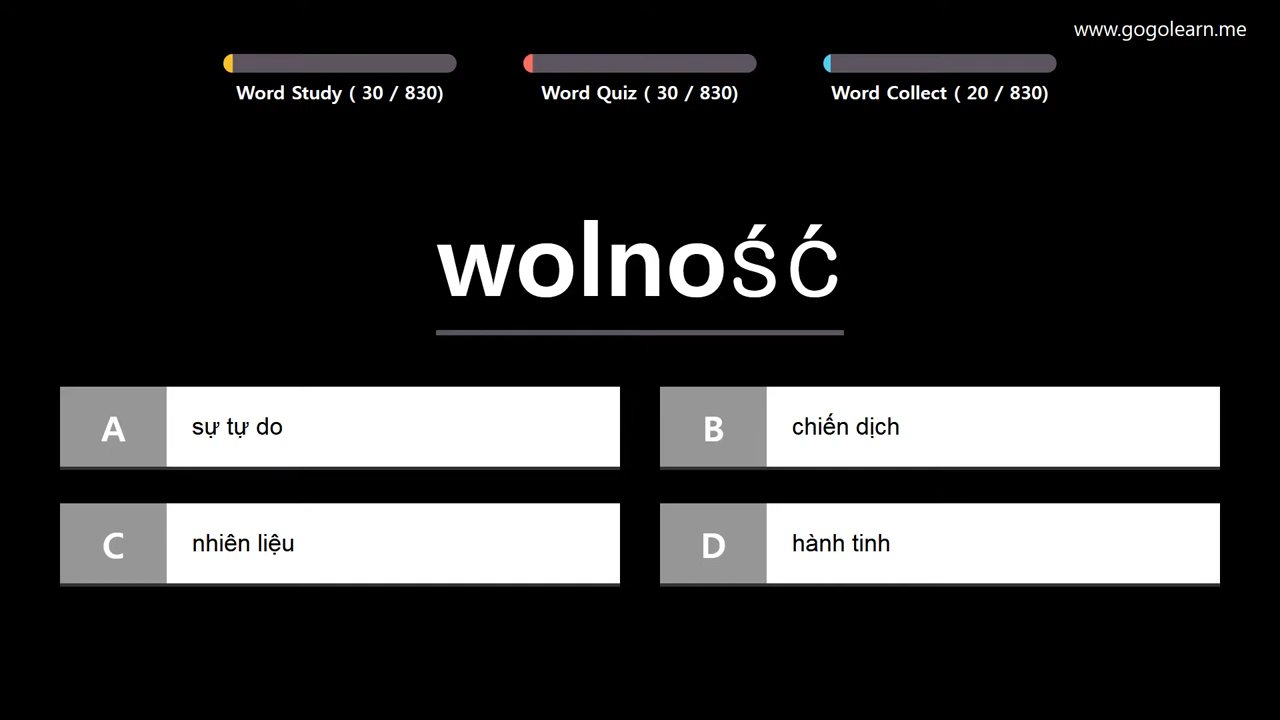 www.gogolearn.me
Word Study ( 30 / 830)
Word Quiz ( 30 / 830)
Word Collect ( 20 / 830)
wolność
A
sự tự do
B
chiến dịch
C
nhiên liệu
D
hành tinh